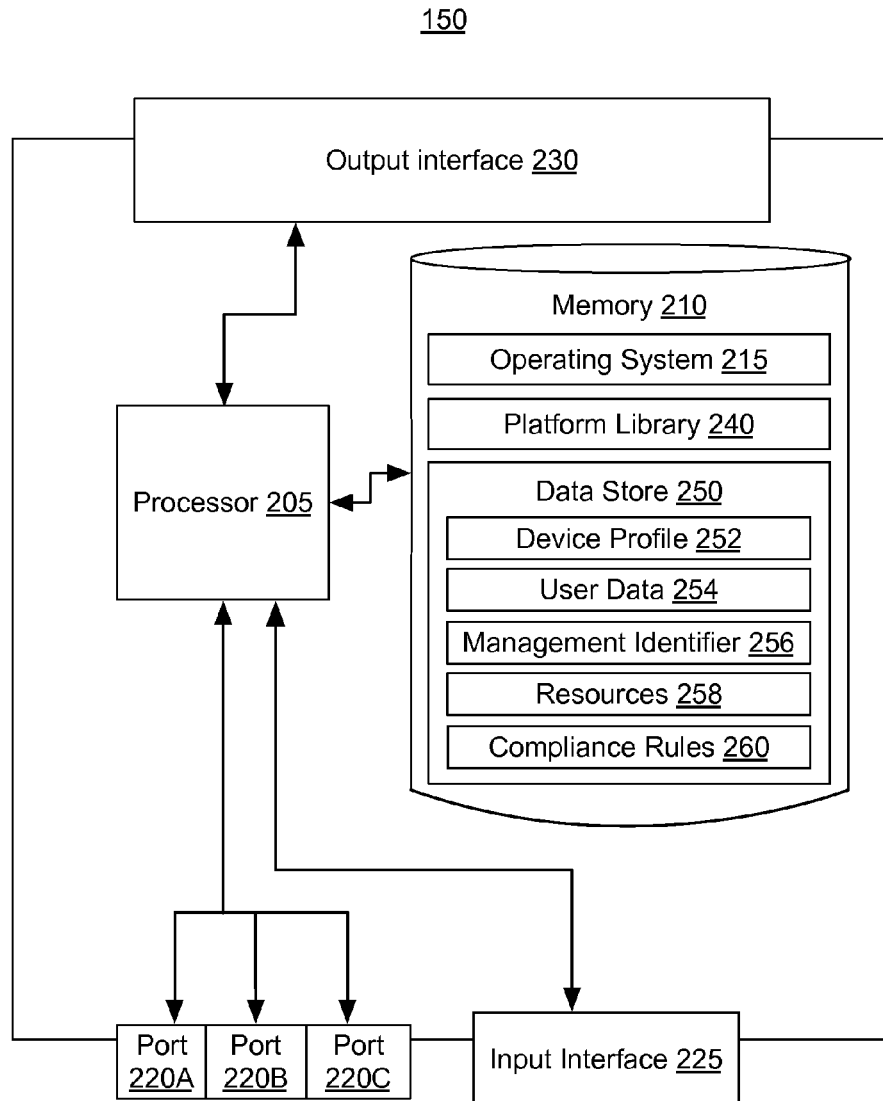 150
Output interface 230
Memory 210
Operating System 215
Platform Library 240
Processor 205
Data Store 250
Device Profile 252
User Data 254
Management Identifier 256
Resources 258
Compliance Rules 260
Port
220A
Port
220B
Port
220C
Input Interface 225